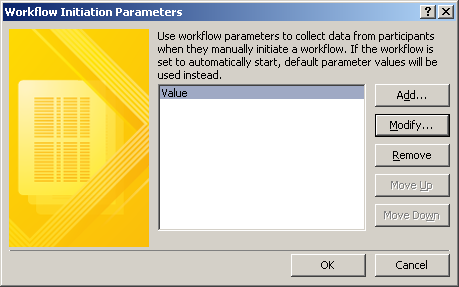 Workflow Initiation Parameters
Use workflow parameters to collect data from participants
when they manually initiate a workflow. If the workflow is
set to automatically start, default parameter values will be
used instead.
Value
Add...
Modify...
Remove
Move Up
Move Down
OK
Cancel